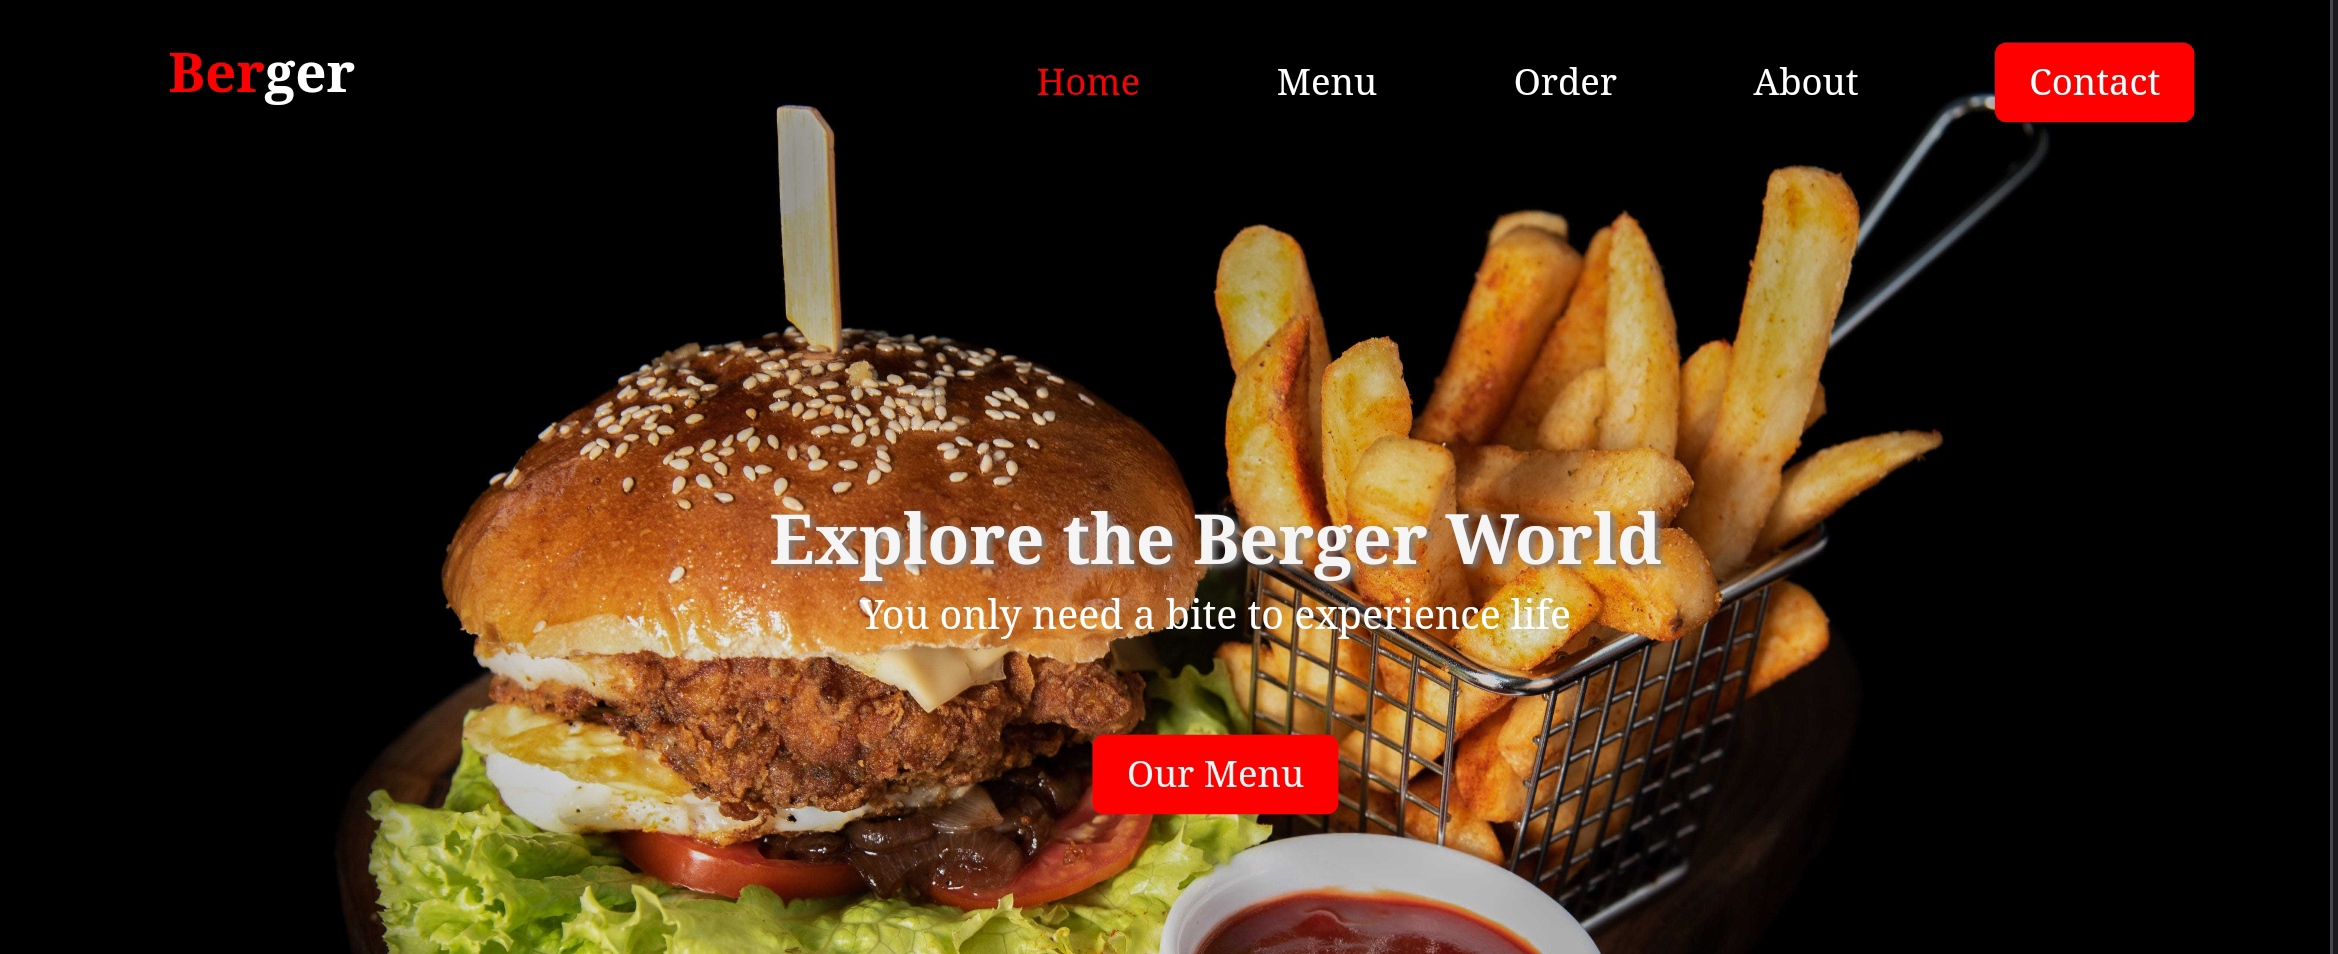 Berger
Home Menu Order About Contact
Explore the Berger World
You only need a bite to experience life
Our Menu